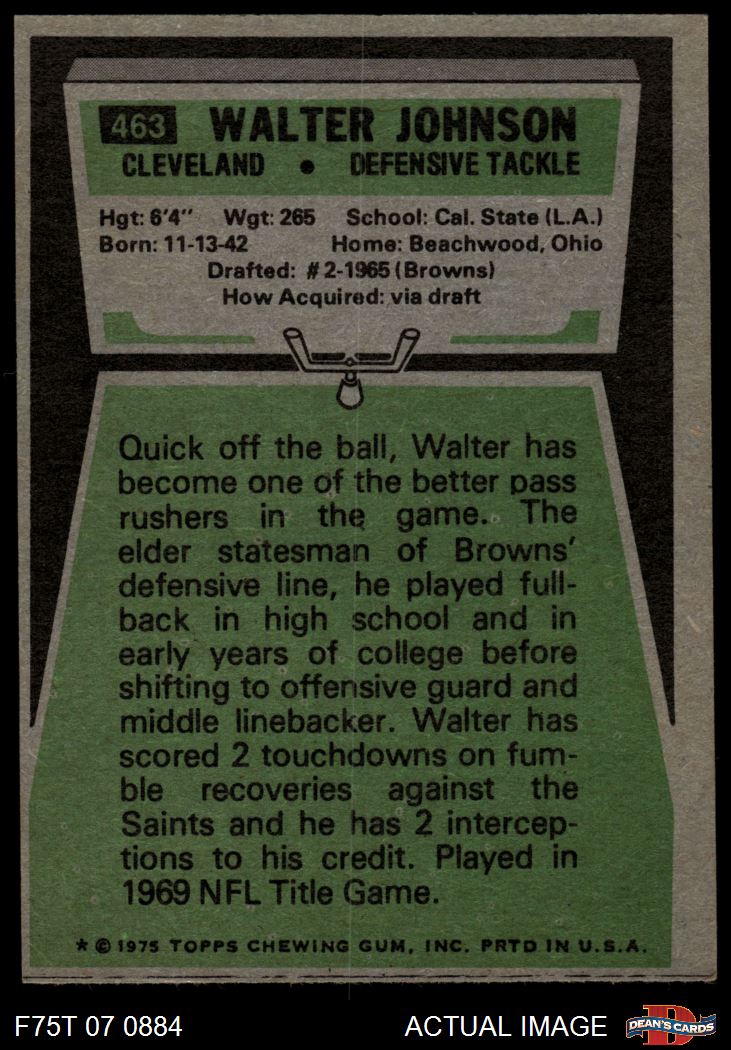 463 WALTER JOHNSON
CLEVELAND • DEFENSIVE TACKLE
Hgt: 6'4" Wgt: 265 School: Cal. State (L.A.)
Born: 11-13-42 Home: Beachwood, Ohio
Drafted: #2-1965 (Browns)
How Acquired: via draft
Quick off the ball, Walter has
become one of the better pass
rushers in the game. The
elder statesman of Browns'
defensive line, he played full-
back in high school and in
early years of college before
shifting to offensive guard and
middle linebacker. Walter has
scored 2 touchdowns on fum-
ble recoveries against the
Saints and he has 2 intercep-
tions to his credit. Played in
1969 NFL Title Game.
* © 1975 TOPPS CHEWING GUM, INC. PRTD IN U.S.A.
F75T 07 0884 ACTUAL IMAGE D DEAN'S CARDS